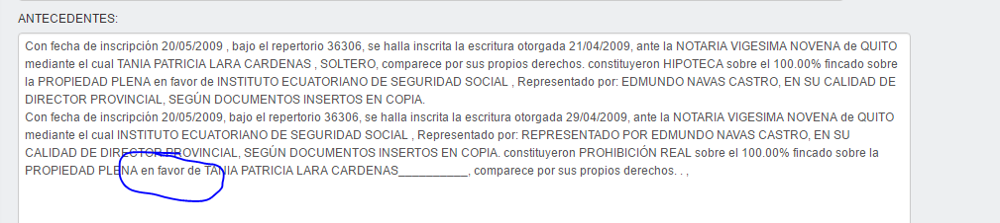 ANTECEDENTES:
Con fecha de inscripción 20/05/2009 , bajo el repertorio 36306, se halla inscrita la escritura otorgada 21/04/2009, ante la NOTARIA VIGESIMA NOVENA de QUITO
mediante el cual TANIA PATRICIA LARA CARDENAS , SOLTERO, comparece por sus propios derechos. constituyeron HIPOTECA sobre el 100.00% fincado sobre
la PROPIEDAD PLENA en favor de INSTITUTO ECUATORIANO DE SEGURIDAD SOCIAL , Representado por: EDMUNDO NAVAS CASTRO, EN SU CALIDAD DE
DIRECTOR PROVINCIAL, SEGÚN DOCUMENTOS INSERTOS EN COPIA.
Con fecha de inscripción 20/05/2009, bajo el repertorio 36306, se halla inscrita la escritura otorgada 29/04/2009, ante la NOTARIA VIGESIMA NOVENA de QUITO
mediante el cual INSTITUTO ECUATORIANO DE SEGURIDAD SOCIAL , Representado por: REPRESENTADO POR EDMUNDO NAVAS CASTRO, EN SU
CALIDAD DE DIRECTOR PROVINCIAL, SEGÚN DOCUMENTOS INSERTOS EN COPIA. constituyeron PROHIBICIÓN REAL sobre el 100.00% fincado sobre la
PROPIEDAD PLENA en favor de TANIA PATRICIA LARA CARDENAS__________, comparece por sus propios derechos. . ,